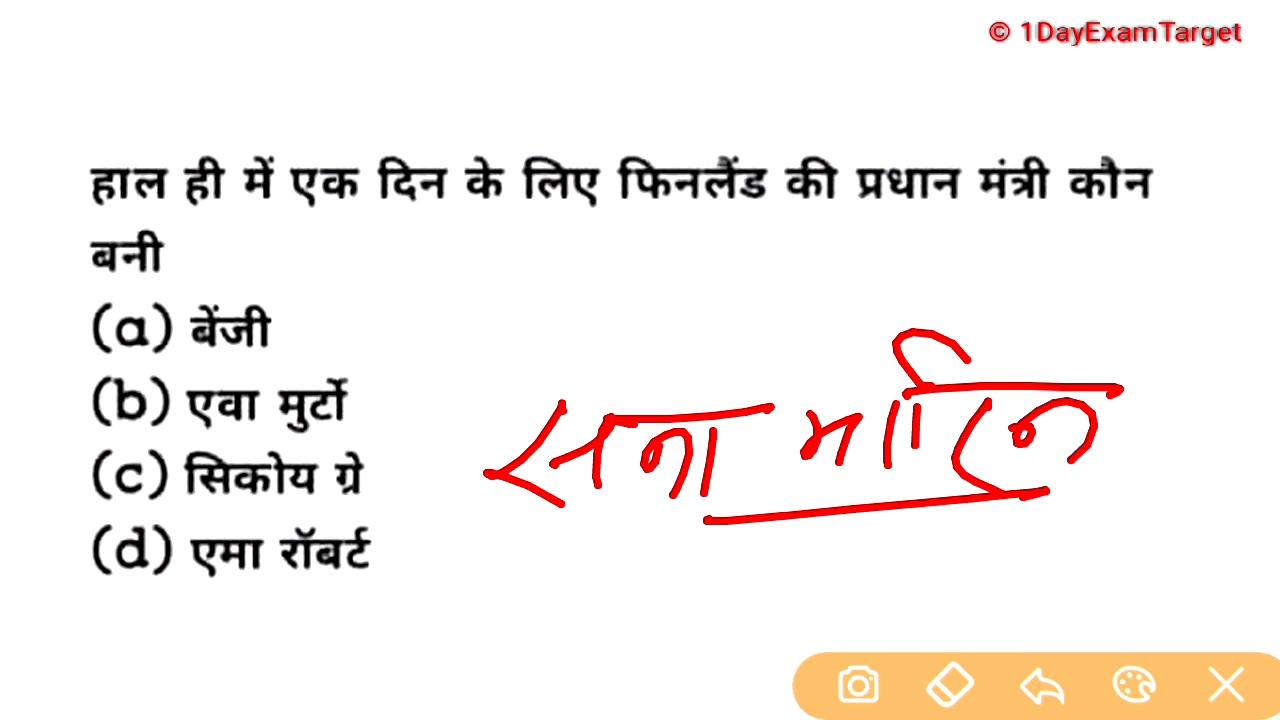 © 1DayExamTarget
हाल ही में एक दिन के लिए फिनलैंड की प्रधान मंत्री कौन
बनी
(a) बेंजी
(b) एवा मुर्टो
(c) सिकोय ग्रे
(d) एमा रॉबर्ट
सना मारिन